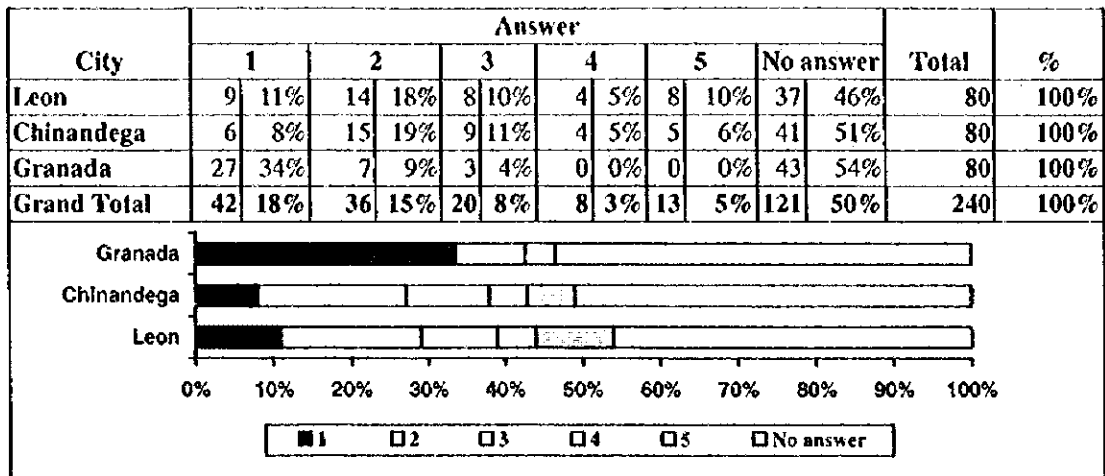 Answer
City 1 2 3 4 5 No answer Total %
Leon 9 11% 14 18% 8 10% 4 5% 8 10% 37 46% 80 100%
Chinandega 6 8% 15 19% 9 11% 4 5% 5 6% 41 51% 80 100%
Granada 27 34% 7 9% 3 4% 0 0% 0 0% 43 54% 80 100%
Grand Total 42 18% 36 15% 20 8% 8 3% 13 5% 121 50% 240 100%
Granada
Chinandega
Leon
0% 10% 20% 30% 40% 50% 60% 70% 80% 90% 100%
1 2 3 4 5 No answer